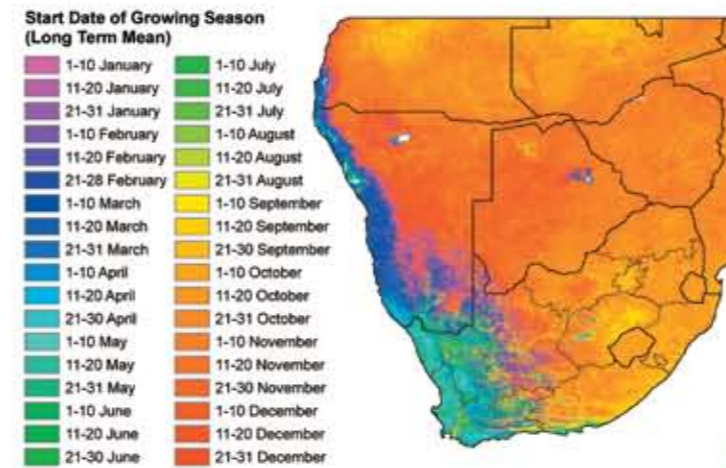 Start Date of Growing Season
(Long Term Mean)
1-10 January
11-20 January
21-31 January
1-10 February
11-20 February
21-28 February
1-10 March
11-20 March
21-31 March
1-10 April
11-20 April
21-30 April
1-10 May
11-20 May
21-31 May
1-10 June
11-20 June
21-30 June
1-10 July
11-20 July
21-31 July
1-10 August
11-20 August
21-31 August
1-10 September
11-20 September
21-30 September
1-10 October
11-20 October
21-31 October
1-10 November
11-20 November
21-30 November
1-10 December
11-20 December
21-31 December